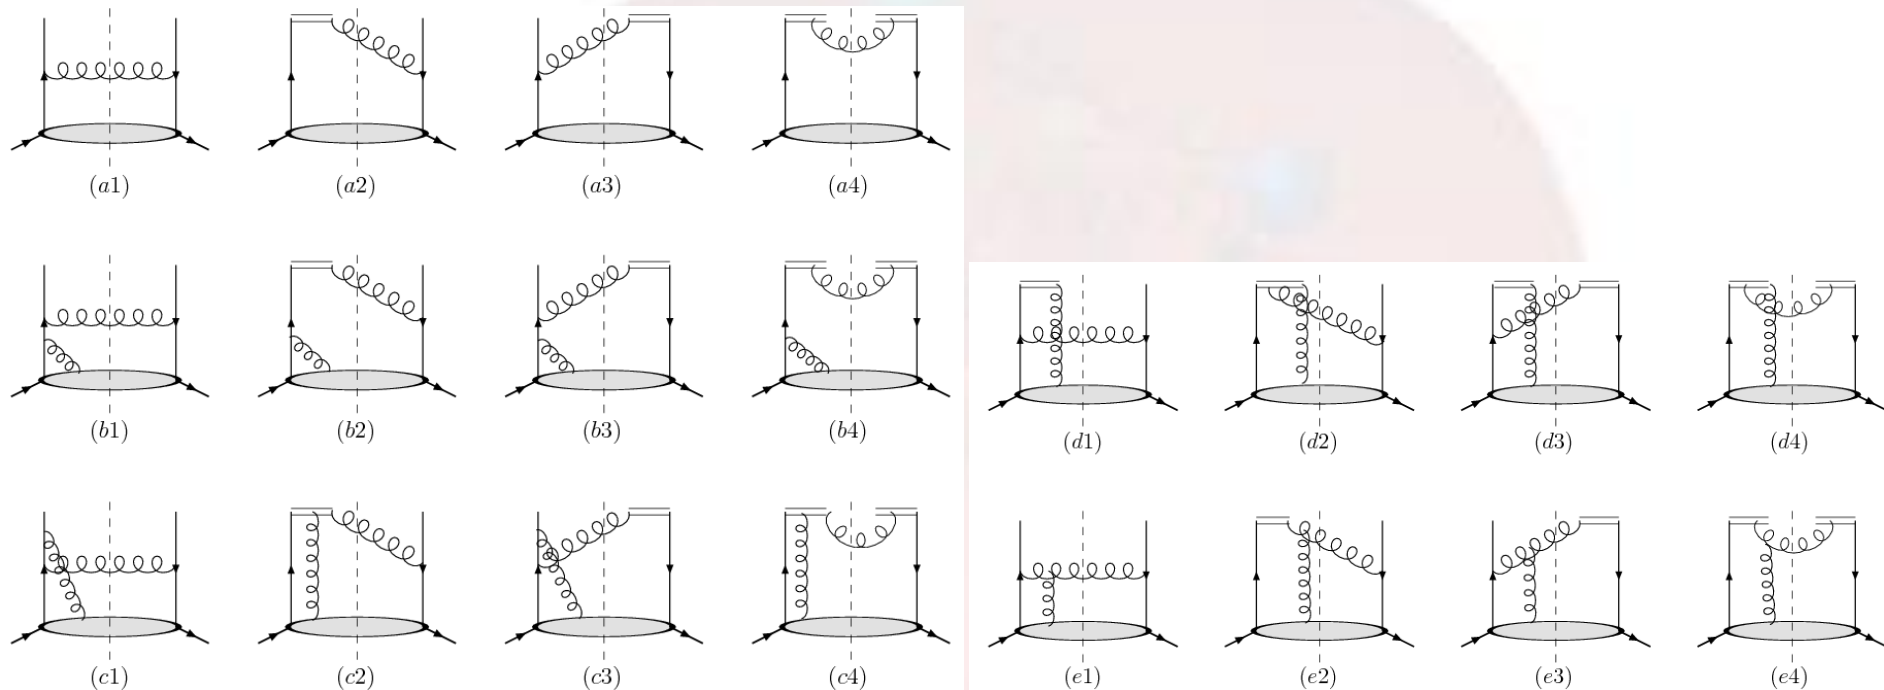 (a1) (a2) (a3) (a4)
(b1) (b2) (b3) (b4)
(c1) (c2) (c3) (c4)
(d1) (d2) (d3) (d4)
(e1) (e2) (e3) (e4)